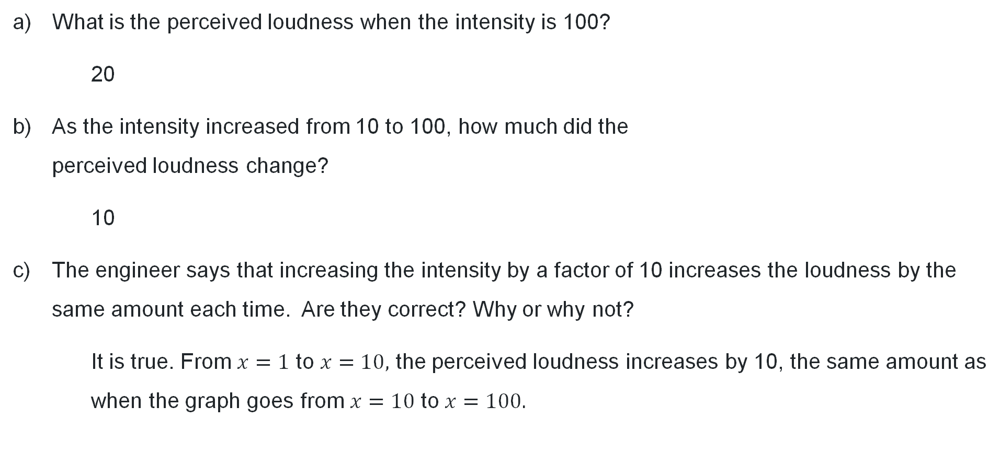 a) What is the perceived loudness when the intensity is 100?
20
b) As the intensity increased from 10 to 100, how much did the
perceived loudness change?
10
c) The engineer says that increasing the intensity by a factor of 10 increases the loudness by the
same amount each time.  Are they correct? Why or why not?
It is true. From x = 1 to x = 10, the perceived loudness increases by 10, the same amount as
when the graph goes from x = 10 to x = 100.